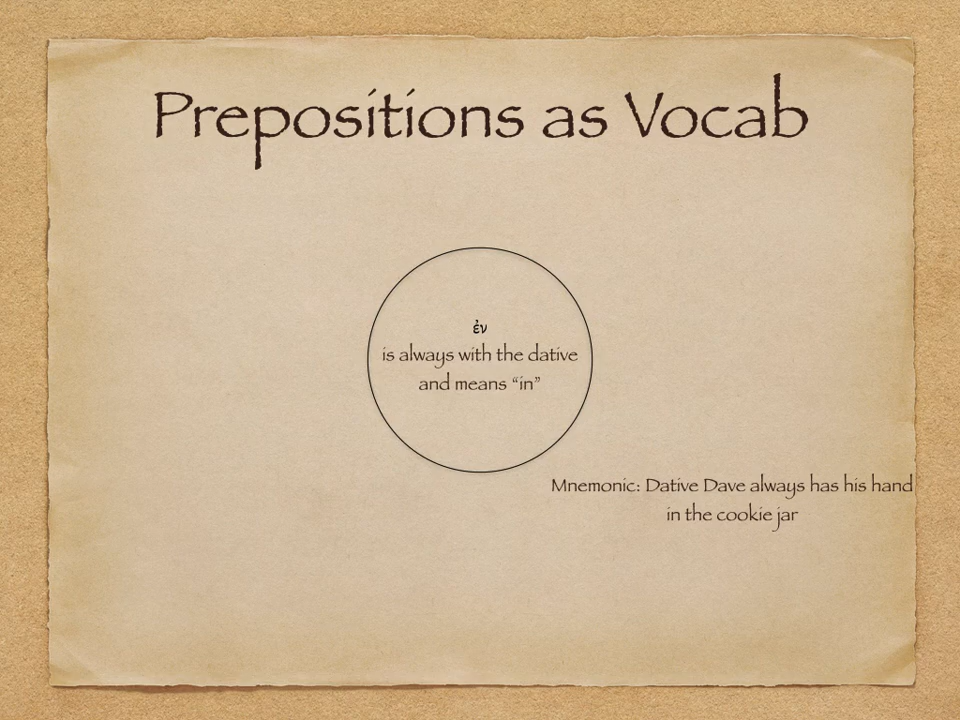 Prepositions as Vocab
ἐν
is always with the dative
and means “in”
Mnemonic: Dative Dave always has his hand
in the cookie jar